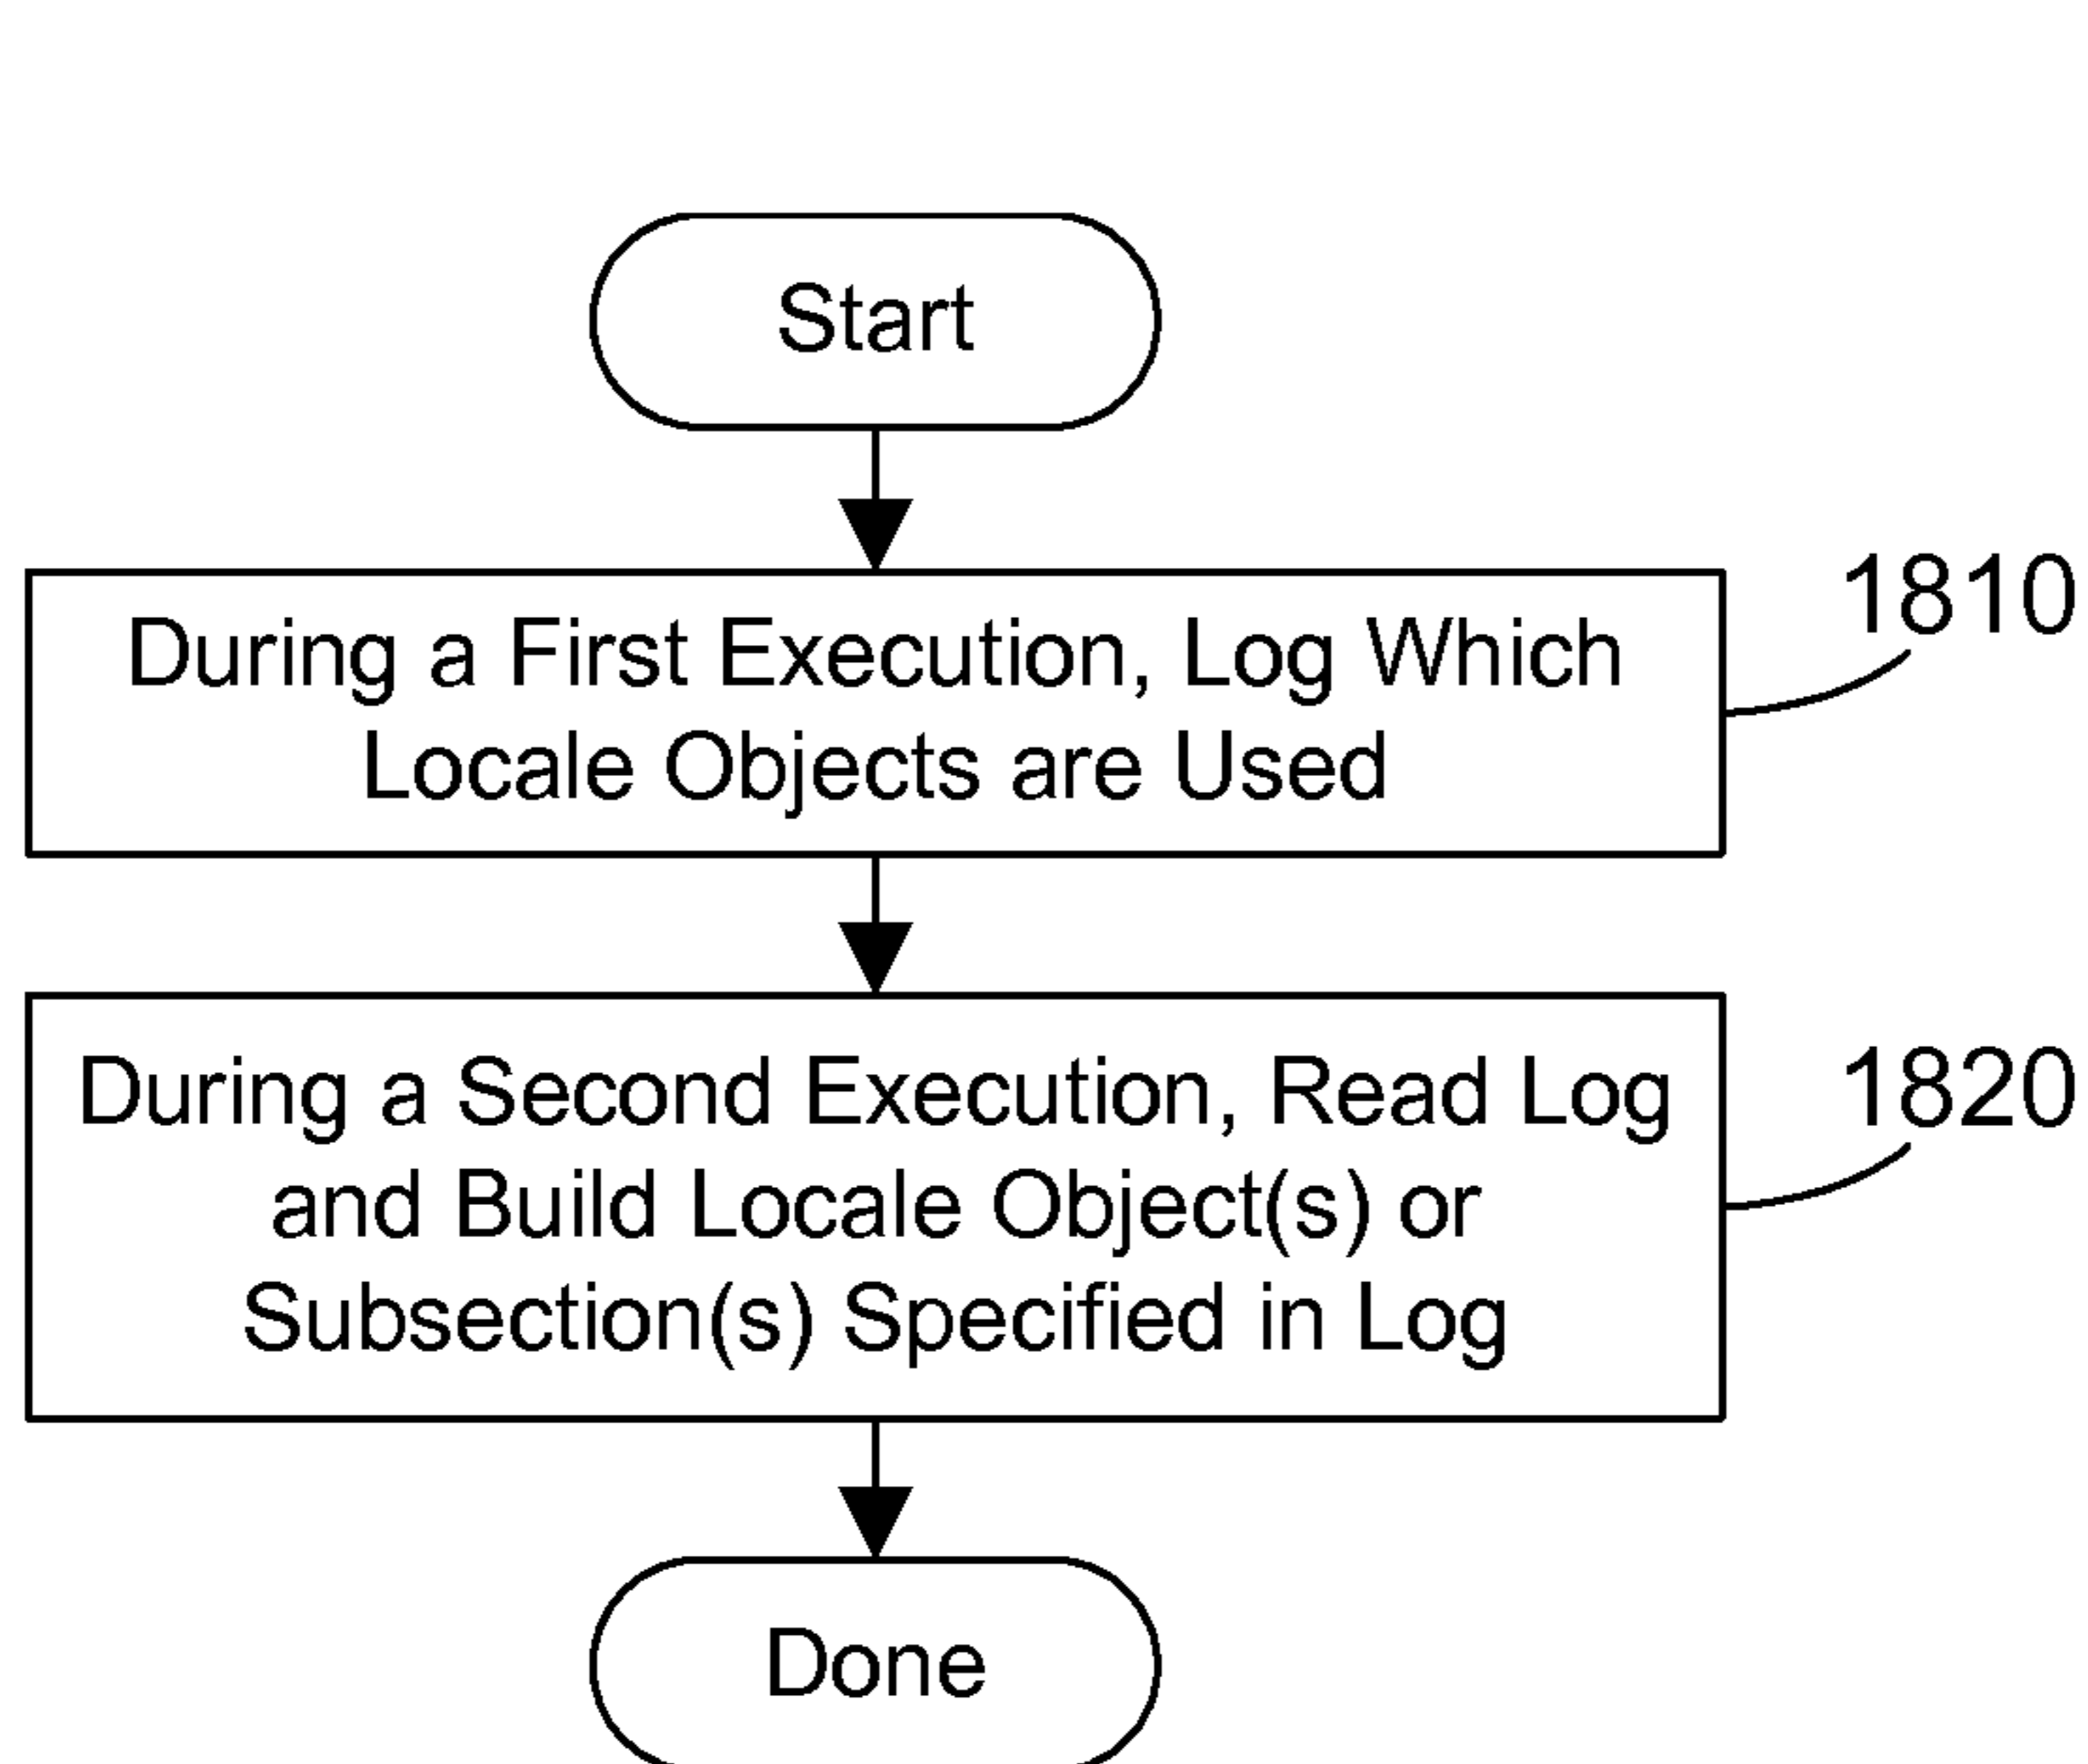 Start
During a First Execution, Log Which
Locale Objects are Used
1810
During a Second Execution, Read Log
and Build Locale Object(s) or
Subsection(s) Specified in Log
1820
Done